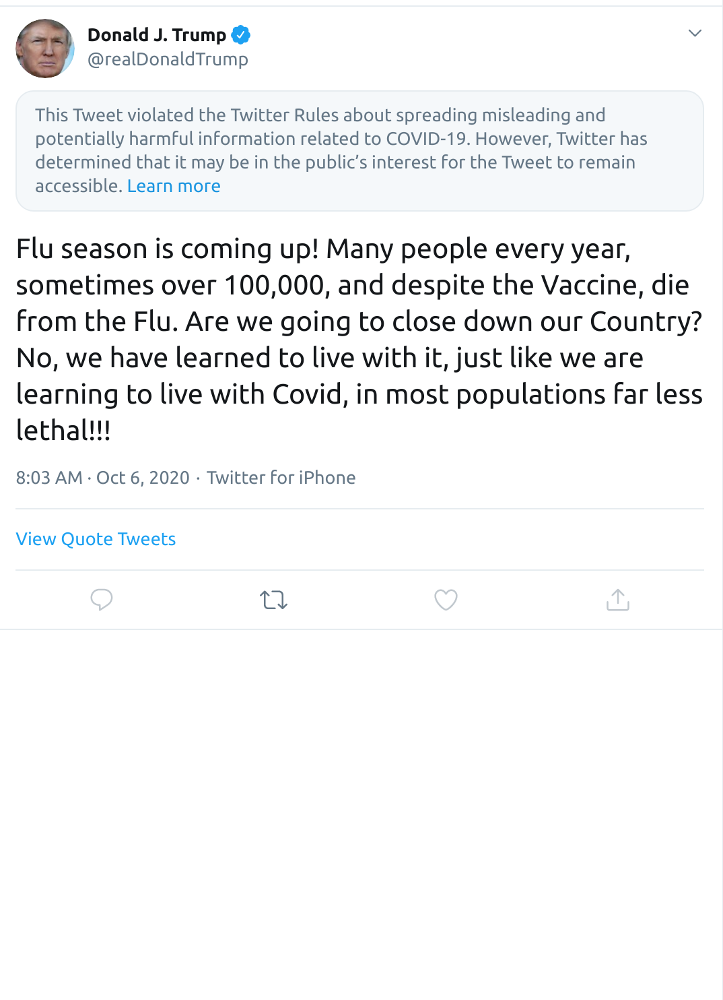 Donald J. Trump
@realDonaldTrump
This Tweet violated the Twitter Rules about spreading misleading and
potentially harmful information related to COVID-19. However, Twitter has
determined that it may be in the public’s interest for the Tweet to remain
accessible. Learn more
Flu season is coming up! Many people every year,
sometimes over 100,000, and despite the Vaccine, die
from the Flu. Are we going to close down our Country?
No, we have learned to live with it, just like we are
learning to live with Covid, in most populations far less
lethal!!!
8:03 AM · Oct 6, 2020 · Twitter for iPhone
View Quote Tweets